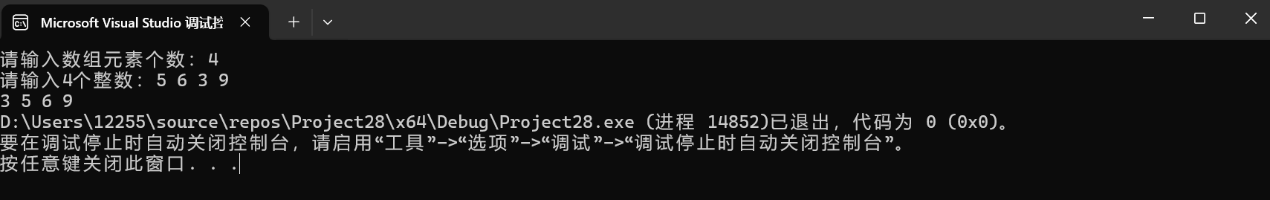 Microsoft Visual Studio 调试控
请输入数组元素个数：4
请输入4个整数：5 6 3 9
3 5 6 9
D:\Users\12255\source\repos\Project28\x64\Debug\Project28.exe (进程 14852)已退出，代码为 0 (0x0)。
要在调试停止时自动关闭控制台，请启用“工具”->“选项”->“调试”->“调试停止时自动关闭控制台”。
按任意键关闭此窗口. . .